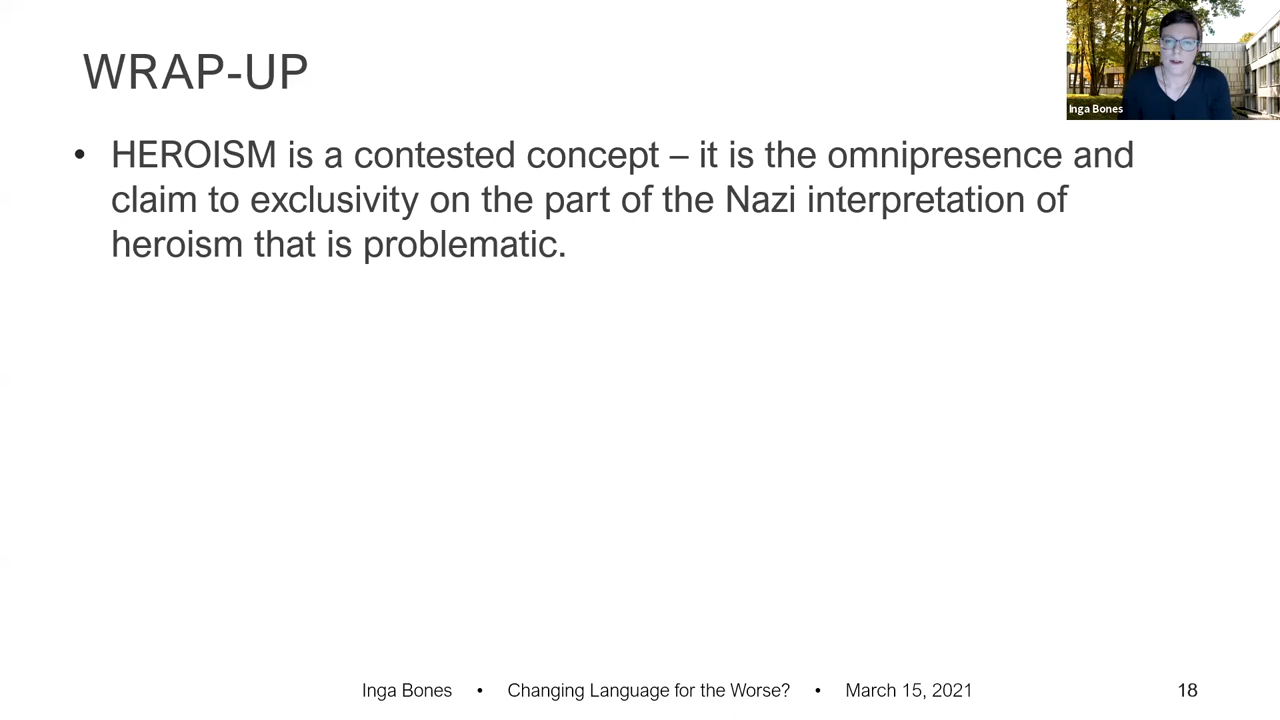 WRAP-UP
Inga Bones
• HEROISM is a contested concept – it is the omnipresence and
claim to exclusivity on the part of the Nazi interpretation of
heroism that is problematic.
Inga Bones • Changing Language for the Worse? • March 15, 2021 18